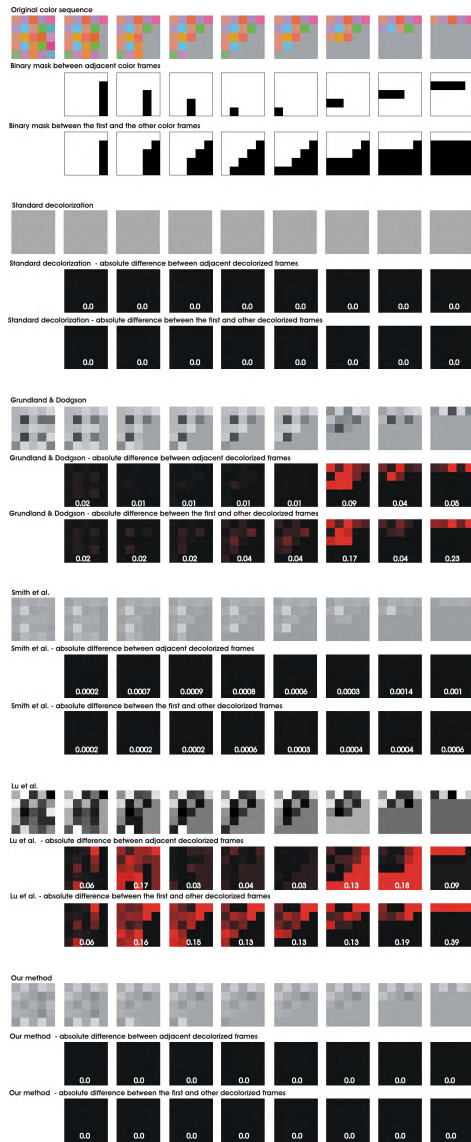 Original color sequence
Binary mask between adjacent color frames
Binary mask between the first and the other color frames
Standard decolorization
Standard decolorization - absolute difference between adjacent decolorized frames
0.0 0.0 0.0 0.0 0.0 0.0 0.0 0.0
Standard decolorization - absolute difference between the first and other decolorized frames
0.0 0.0 0.0 0.0 0.0 0.0 0.0 0.0
Grundland & Dodgson
Grundland & Dodgson - absolute difference between adjacent decolorized frames
0.02 0.01 0.01 0.01 0.01 0.09 0.04 0.05
Grundland & Dodgson - absolute difference between the first and other decolorized frames
0.02 0.02 0.02 0.04 0.04 0.17 0.04 0.23
Smith et al.
Smith et al. - absolute difference between adjacent decolorized frames
0.0002 0.0007 0.0009 0.0008 0.0006 0.0003 0.0014 0.001
Smith et al. - absolute difference between the first and other decolorized frames
0.0002 0.0002 0.0002 0.0006 0.0003 0.0004 0.0004 0.0006
Lu et al.
Lu et al. - absolute difference between adjacent decolorized frames
0.06 0.17 0.03 0.04 0.03 0.13 0.18 0.09
Lu et al. - absolute difference between the first and other decolorized frames
0.06 0.16 0.15 0.13 0.13 0.13 0.19 0.39
Our method
Our method - absolute difference between adjacent decolorized frames
0.0 0.0 0.0 0.0 0.0 0.0 0.0 0.0
Our method - absolute difference between the first and other decolorized frames
0.0 0.0 0.0 0.0 0.0 0.0 0.0 0.0